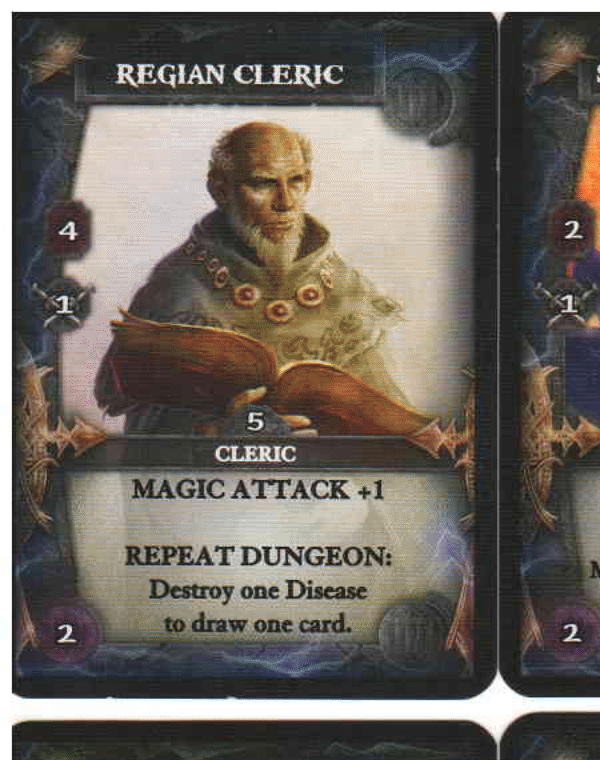 REGIAN CLERIC
4
1
5
CLERIC
MAGIC ATTACK +1
REPEAT DUNGEON:
Destroy one Disease
to draw one card.
2
2
1
2